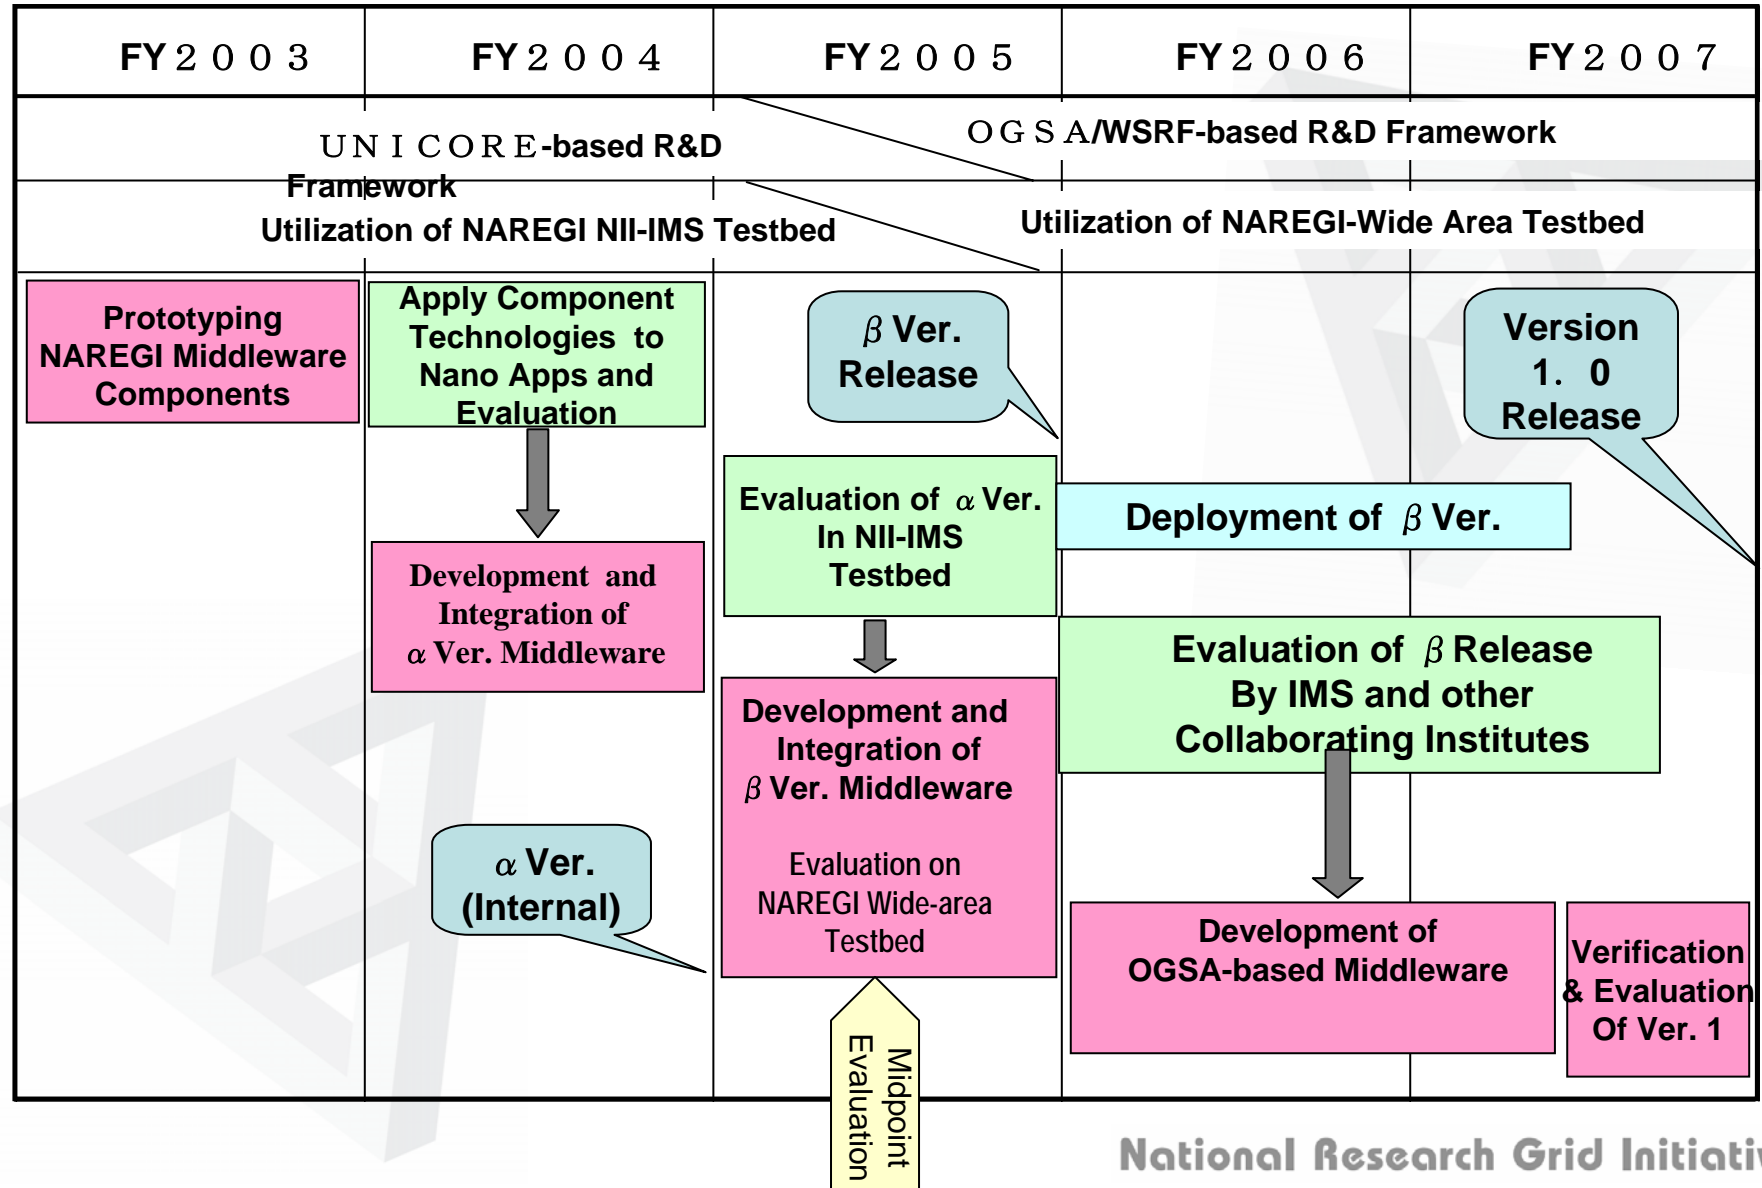 FY２００３
FY２００４
FY２００５
FY２００６
FY２００７
ＵＮＩＣＯＲＥ-based R&D
Framework
ＯＧＳＡ/WSRF-based R&D Framework
Utilization of NAREGI NII-IMS Testbed
Utilization of NAREGI-Wide Area Testbed
Prototyping
NAREGI Middleware
Components
Apply Component
Technologies to
Nano Apps and
Evaluation
Development and
Integration of
α Ver. Middleware
α Ver.
(Internal)
β Ver.
Release
Evaluation of α Ver.
In NII-IMS
Testbed
Development and
Integration of
β Ver. Middleware
Evaluation on
NAREGI Wide-area
Testbed
Midpoint
Evaluation
Version
1．0
Release
Deployment of β Ver.
Evaluation of β Release
By IMS and other
Collaborating Institutes
Development of
OGSA-based Middleware
Verification
& Evaluation
Of Ver. 1
National Research Grid Initiativ